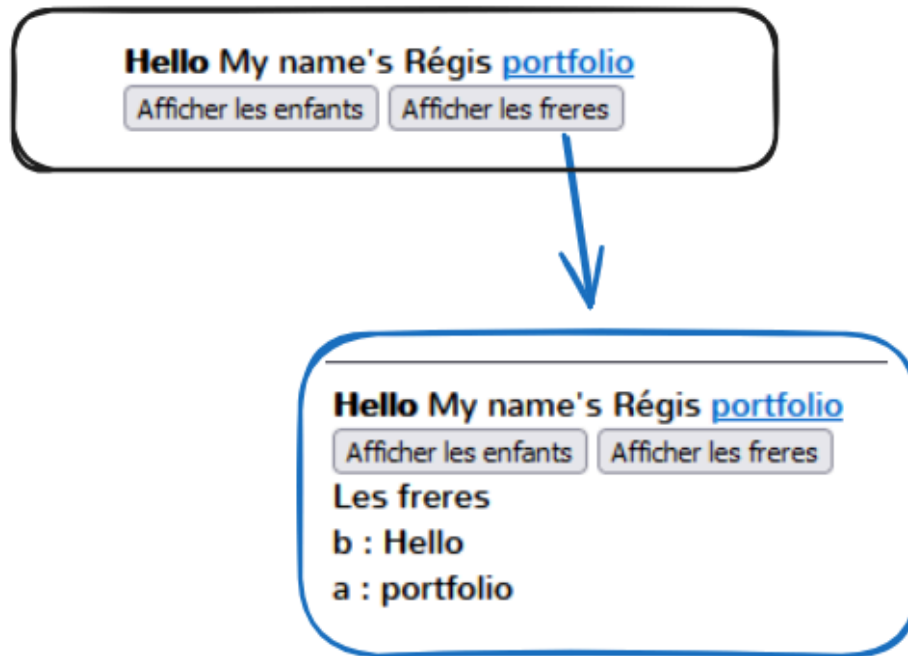 Hello My name's Régis portfolio
Afficher les enfants Afficher les freres
Hello My name's Régis portfolio
Afficher les enfants Afficher les freres
Les freres
b : Hello
a : portfolio